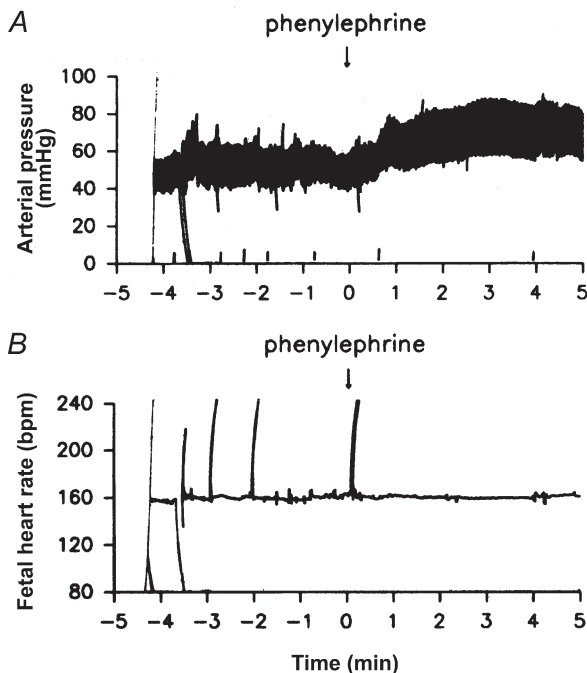 A
phenylephrine
Arterial pressure
(mmHg)
100
80
60
40
20
0
-5 -4 -3 -2 -1 0 1 2 3 4 5
B
phenylephrine
Fetal heart rate (bpm)
240
200
160
120
80
-5 -4 -3 -2 -1 0 1 2 3 4 5
Time (min)